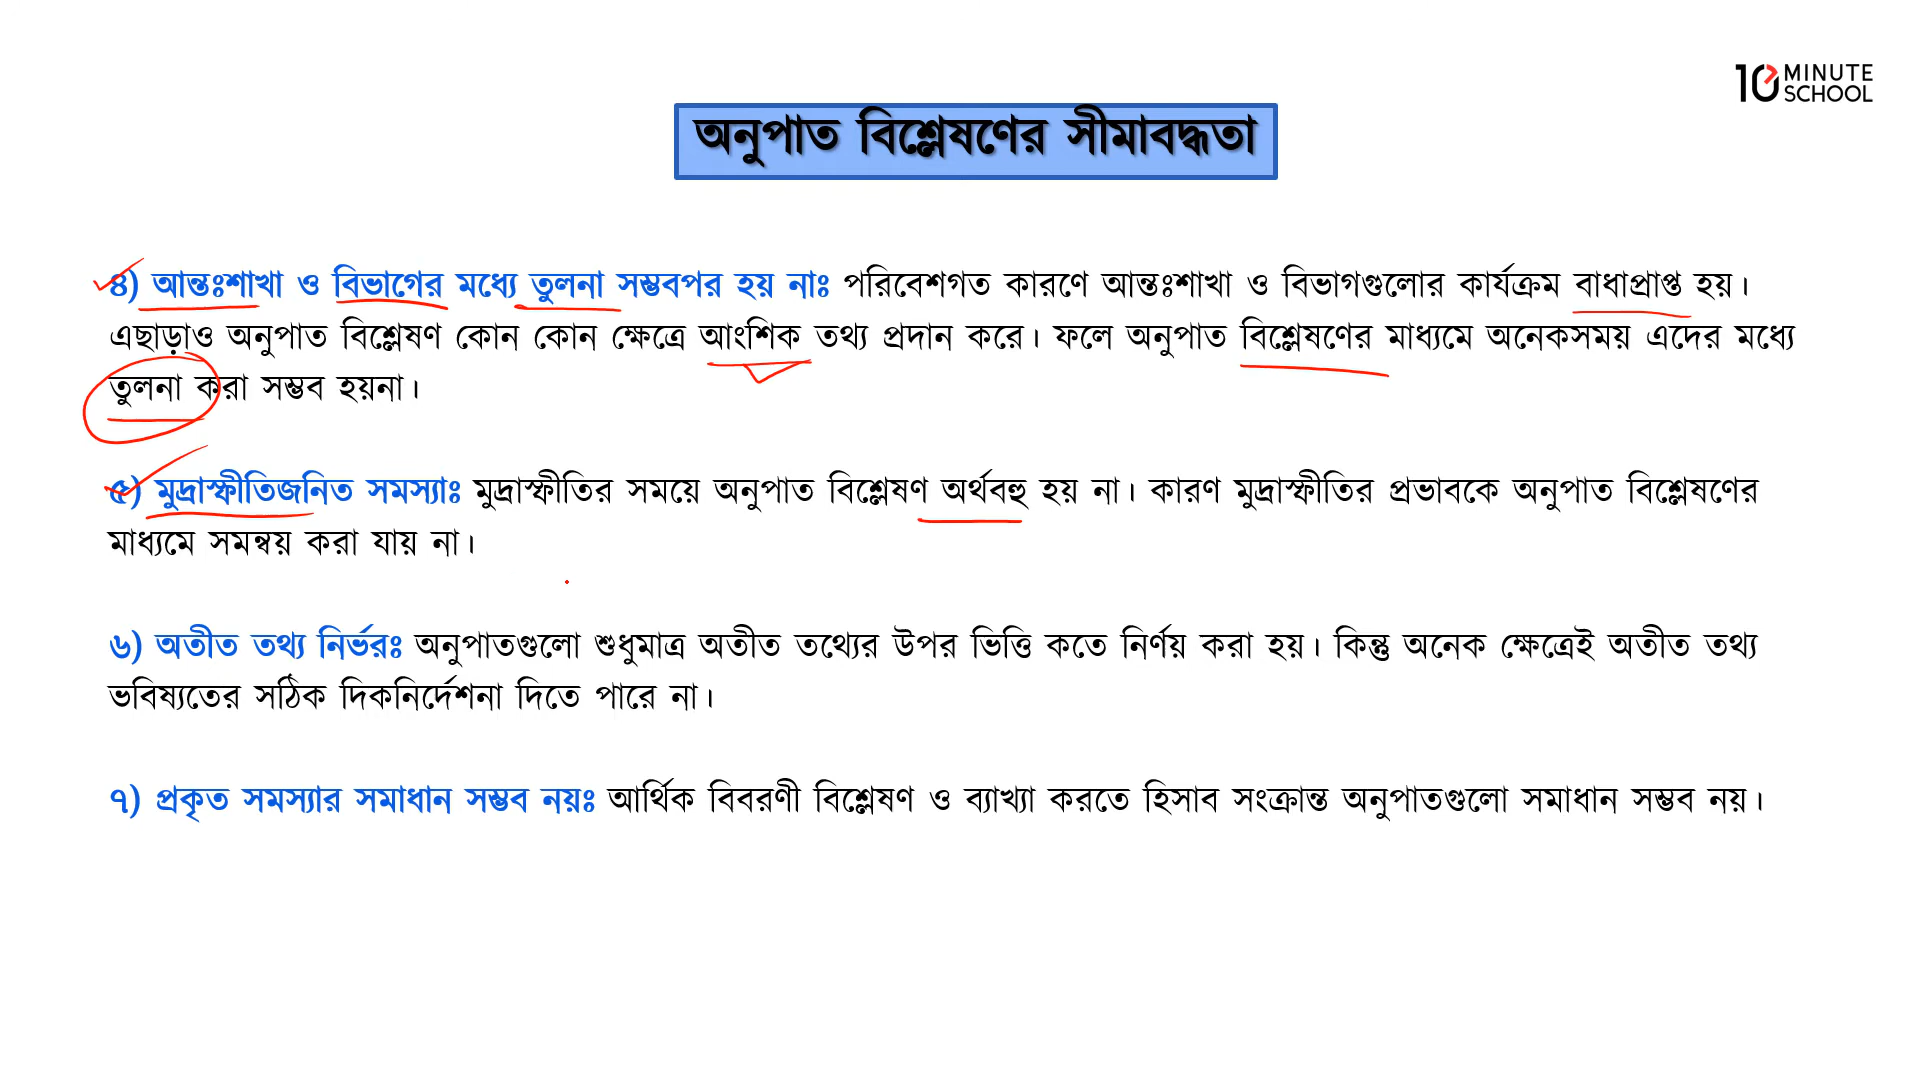 10 MINUTE
SCHOOL
অনুপাত বিশ্লেষণের সীমাবদ্ধতা
৪) আন্তঃশাখা ও বিভাগের মধ্যে তুলনা সম্ভবপর হয় নাঃ পরিবেশগত কারণে আন্তঃশাখা ও বিভাগগুলোর কার্যক্রম বাধাপ্রাপ্ত হয়।
এছাড়াও অনুপাত বিশ্লেষণ কোন কোন ক্ষেত্রে আংশিক তথ্য প্রদান করে। ফলে অনুপাত বিশ্লেষণের মাধ্যমে অনেকসময় এদের মধ্যে
তুলনা করা সম্ভব হয়না।
৫) মুদ্রাস্ফীতিজনিত সমস্যাঃ মুদ্রাস্ফীতির সময়ে অনুপাত বিশ্লেষণ অর্থবহু হয় না। কারণ মুদ্রাস্ফীতির প্রভাবকে অনুপাত বিশ্লেষণের
মাধ্যমে সমন্বয় করা যায় না।
৬) অতীত তথ্য নির্ভরঃ অনুপাতগুলো শুধুমাত্র অতীত তথ্যের উপর ভিত্তি কতে নির্ণয় করা হয়। কিন্তু অনেক ক্ষেত্রেই অতীত তথ্য
ভবিষ্যতের সঠিক দিকনির্দেশনা দিতে পারে না।
৭) প্রকৃত সমস্যার সমাধান সম্ভব নয়ঃ আর্থিক বিবরণী বিশ্লেষণ ও ব্যাখ্যা করতে হিসাব সংক্রান্ত অনুপাতগুলো সমাধান সম্ভব নয়।